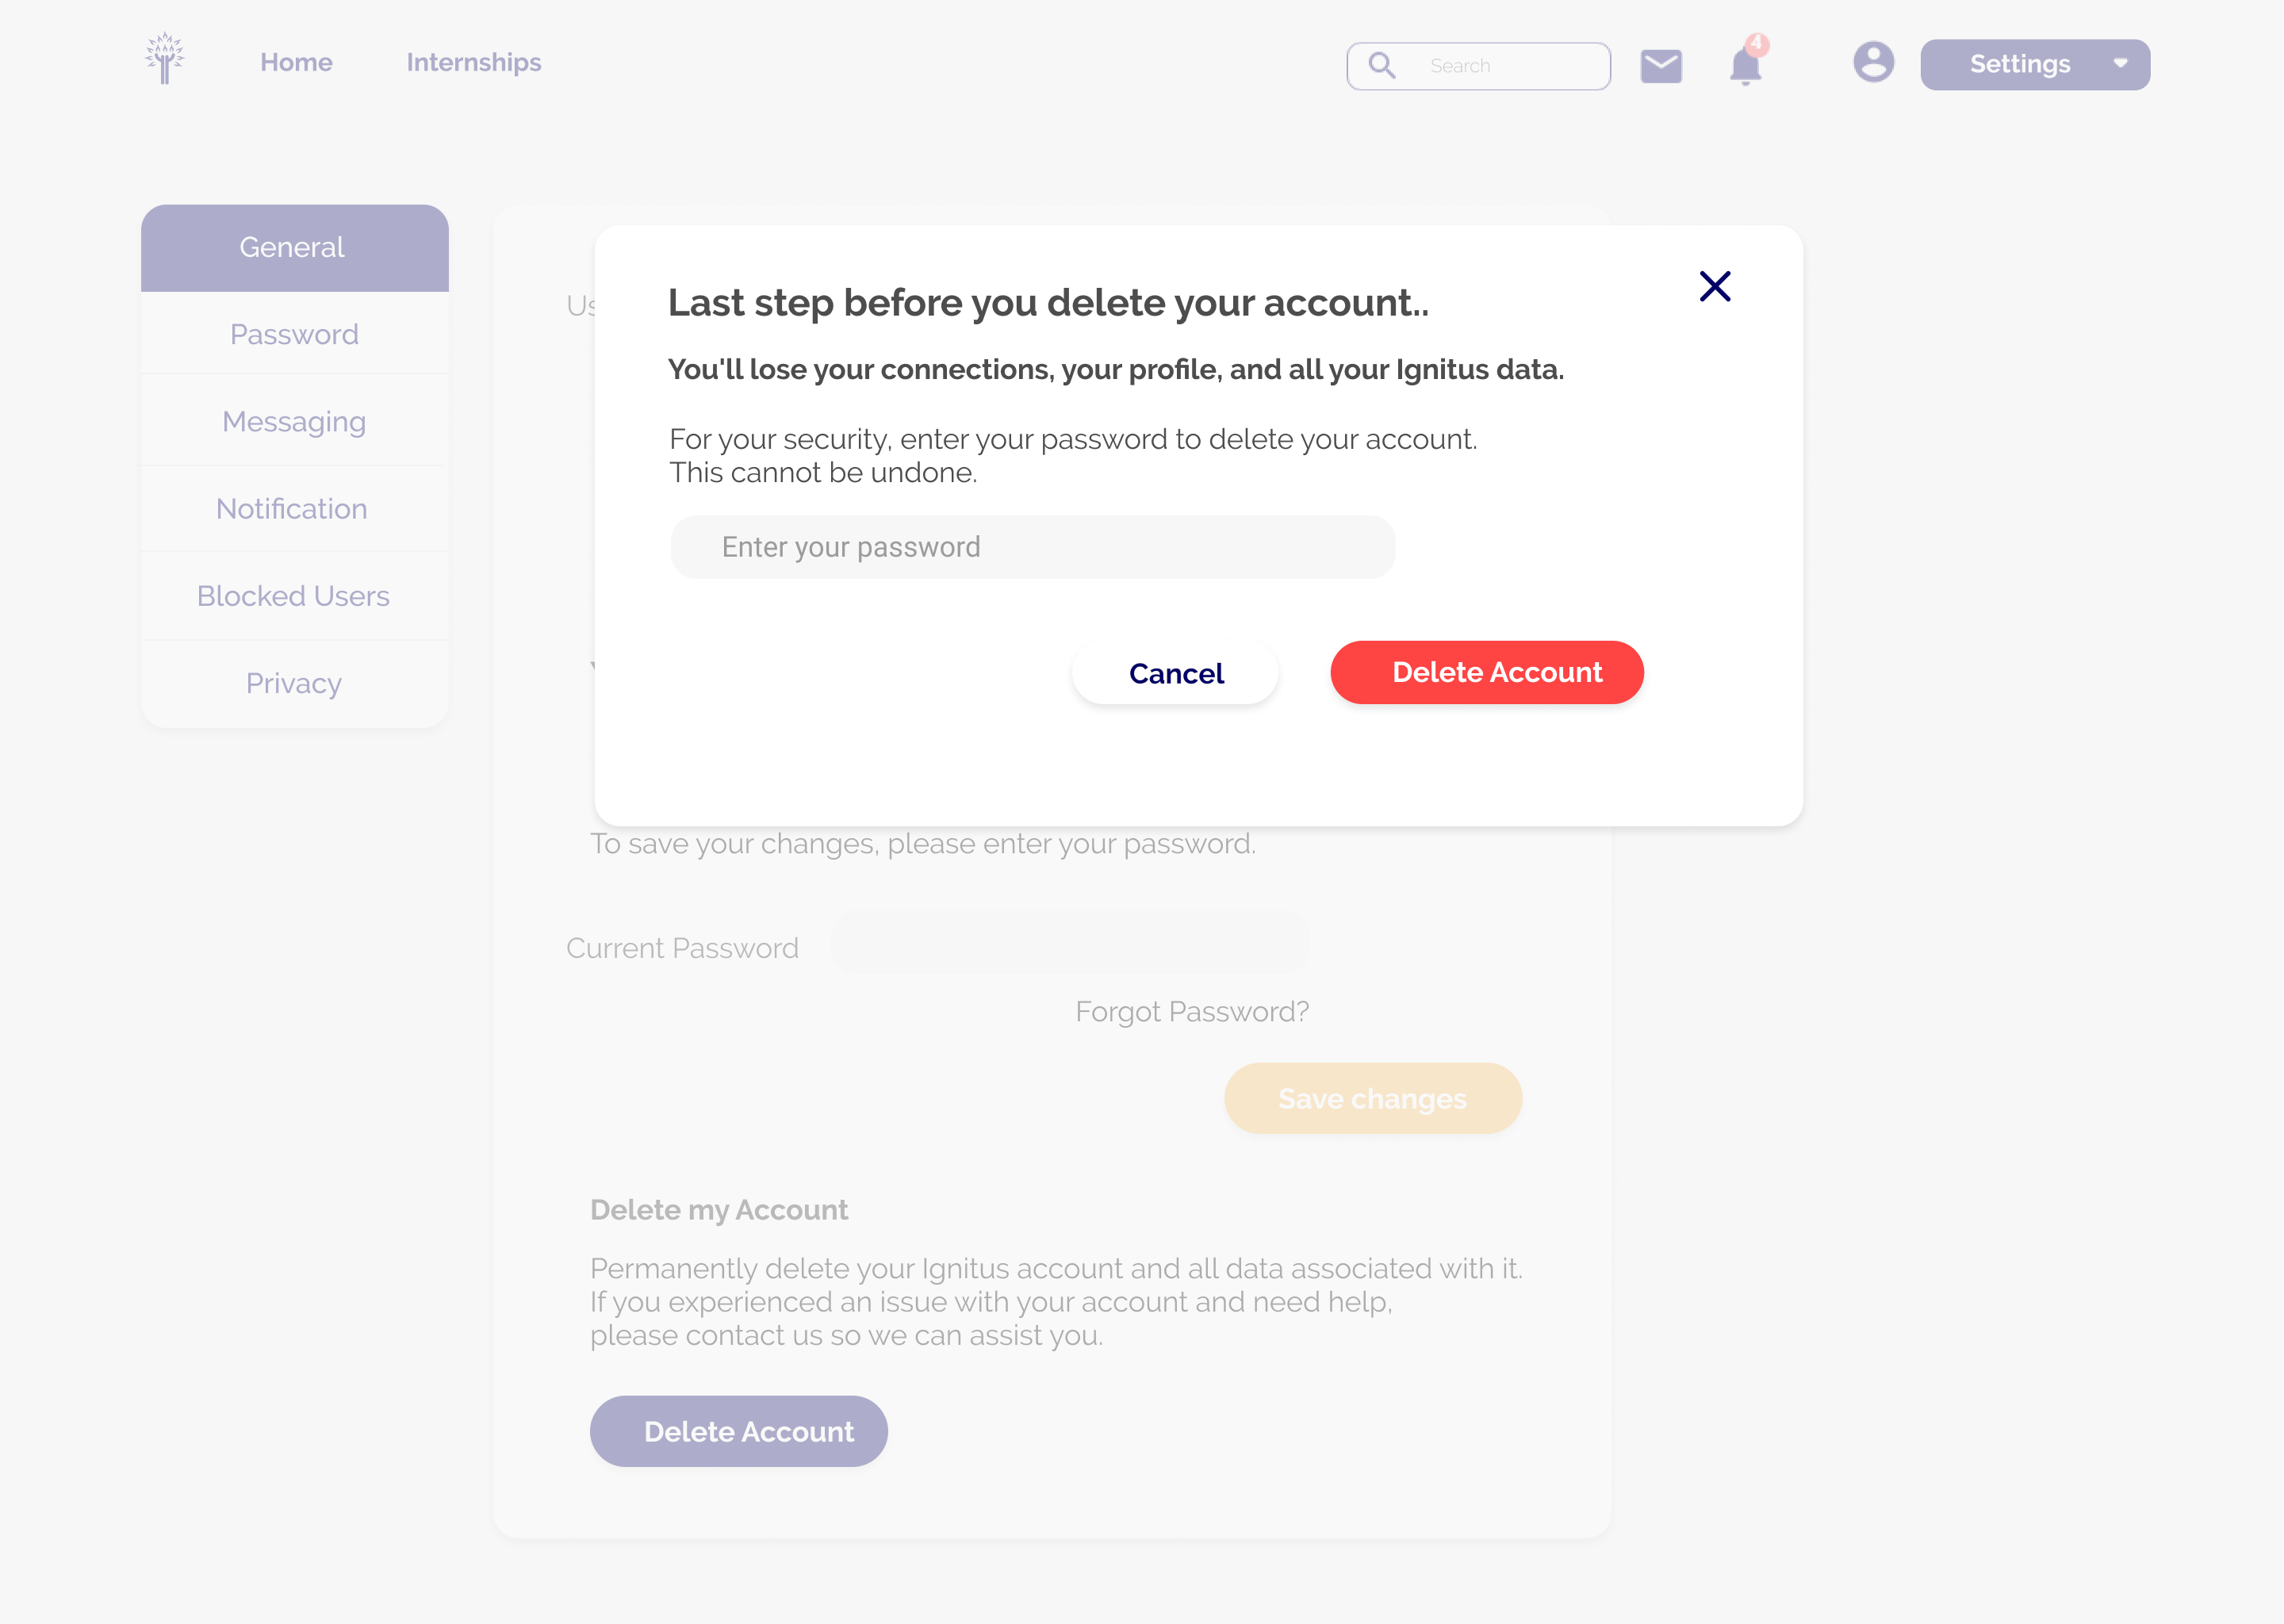 Home
Internships
Search
4
Settings
General
Password
Messaging
Notification
Blocked Users
Privacy
Last step before you delete your account..
You'll lose your connections, your profile, and all your Ignitus data.
For your security, enter your password to delete your account.
This cannot be undone.
Enter your password
Cancel
Delete Account
To save your changes, please enter your password.
Current Password
Forgot Password?
Save changes
Delete my Account
Permanently delete your Ignitus account and all data associated with it.
If you experienced an issue with your account and need help,
please contact us so we can assist you.
Delete Account